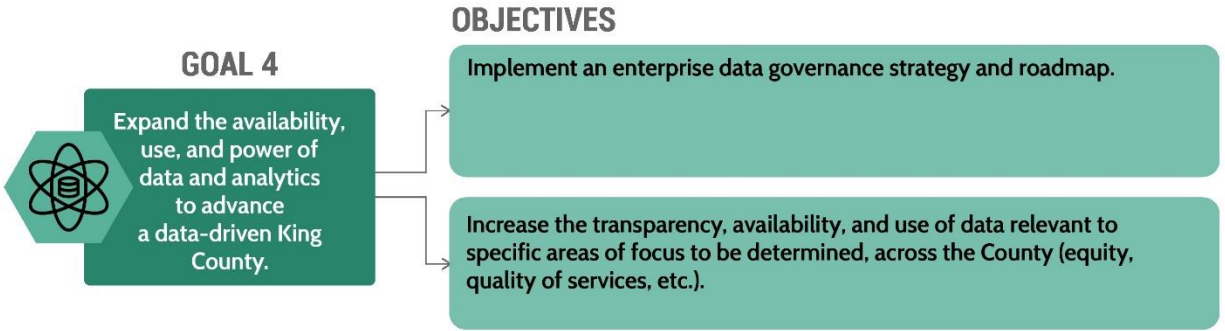 OBJECTIVES
GOAL 4
Expand the availability,
use, and power of
data and analytics
to advance
a data-driven King
County.
Implement an enterprise data governance strategy and roadmap.
Increase the transparency, availability, and use of data relevant to
specific areas of focus to be determined, across the County (equity,
quality of services, etc.).